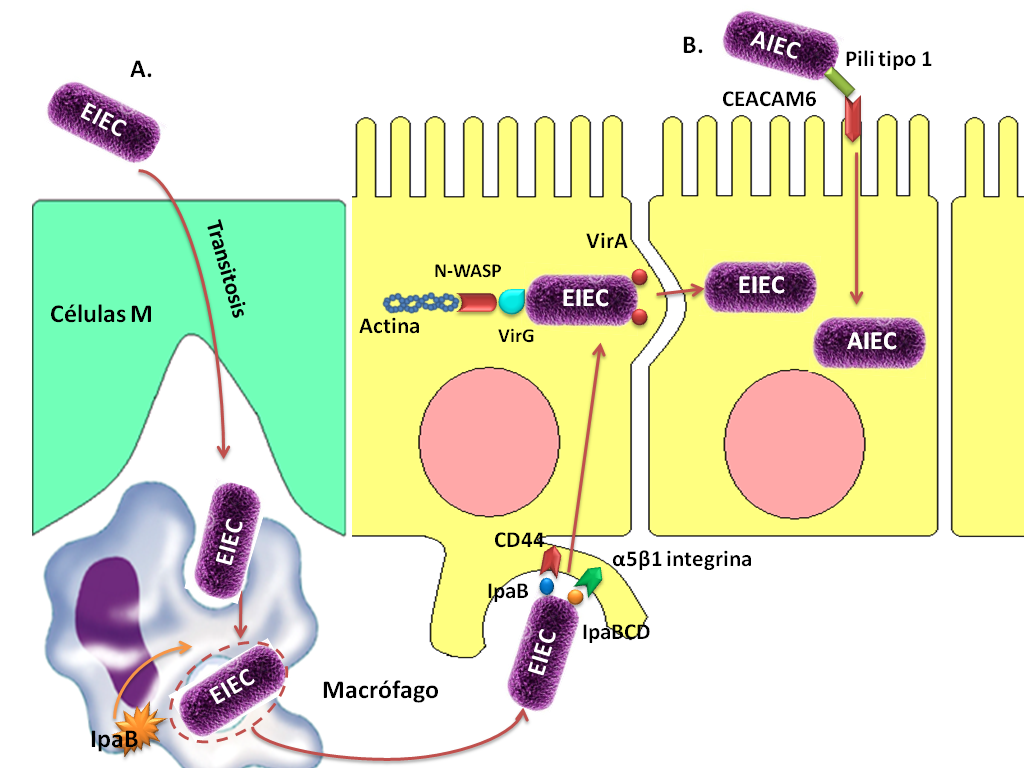 A.
B.
AIEC
Pili tipo 1
CEACAM6
EIEC
Transitosis
VirA
N-WASP
EIEC
EIEC
Células M
Actina
VirG
AIEC
EIEC
CD44
α5β1 integrina
IpaB
IpaBCD
EIEC
EIEC
Macrófago
IpaB